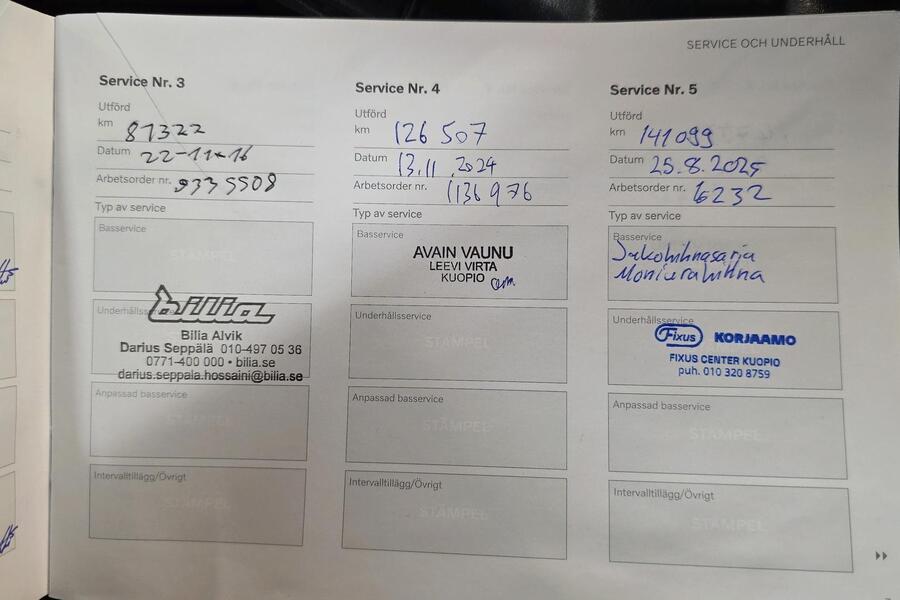 SERVICE OCH UNDERHÅLL
Service Nr. 3
Utförd
km 81322
Datum 22-11-16
Arbetsorder nr. 9335508
Typ av service
Basservice
STÄMPEL
Underhållsservice
bilia
Bilia Alvik
Darius Seppälä 010-497 05 36
0771-400 000 • bilia.se
darius.seppala.hossaini@bilia.se
Anpassad basservice
STÄMPEL
Intervalltillägg/Övrigt
STÄMPEL
Service Nr. 4
Utförd
km 126 507
Datum 13.11.2024
Arbetsorder nr. 1136976
Typ av service
Basservice
AVAIN VAUNU
LEEVI VIRTA
KUOPIO
Underhållsservice
STÄMPEL
Anpassad basservice
STÄMPEL
Intervalltillägg/Övrigt
STÄMPEL
Service Nr. 5
Utförd
km 141099
Datum 25.8.2025
Arbetsorder nr. 6232
Typ av service
Basservice
Jakohihnasarja
Moniurahihna
Underhållsservice
Fixus KORJAAMO
FIXUS CENTER KUOPIO
puh. 010 320 8759
Anpassad basservice
STÄMPEL
Intervalltillägg/Övrigt
STÄMPEL